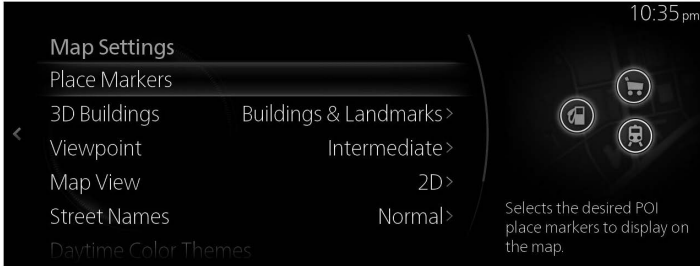 10:35 pm
Map Settings
Place Markers
3D Buildings Buildings & Landmarks>
Viewpoint Intermediate>
Map View 2D>
Street Names Normal>
Daytime Color Themes
Selects the desired POI
place markers to display on
the map.